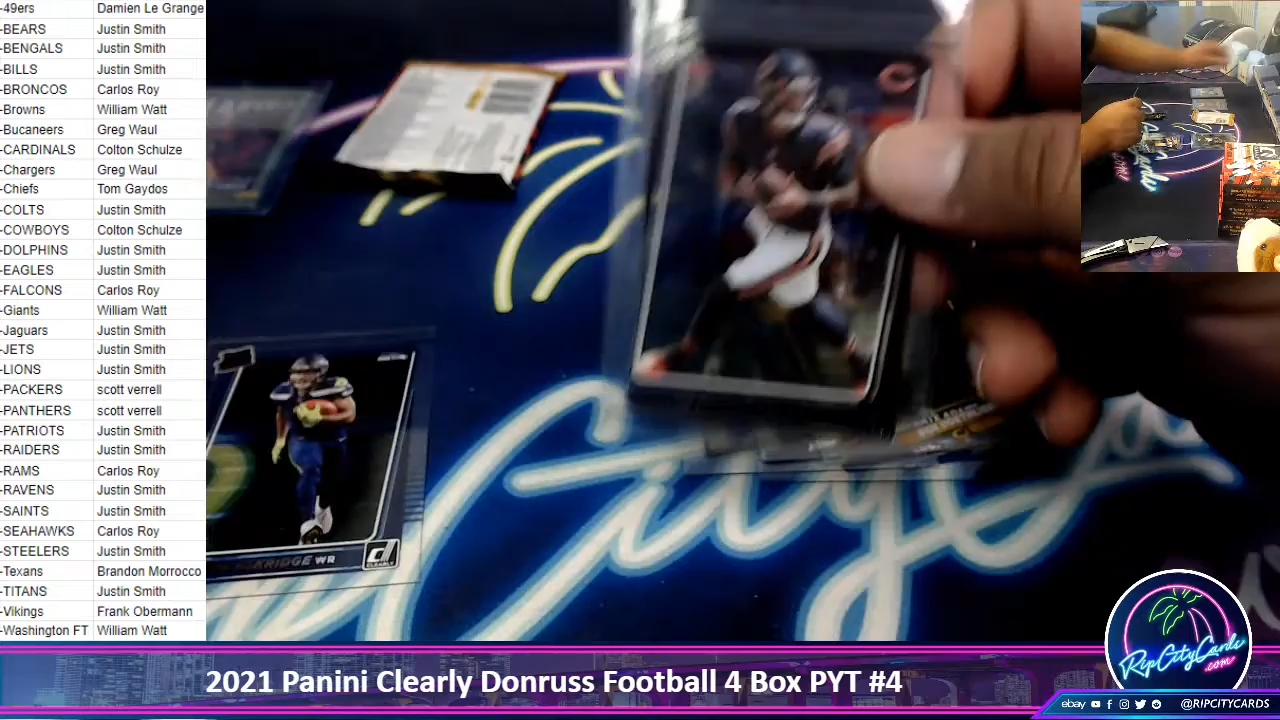 -49ers Damien Le Grange
-BEARS Justin Smith
-BENGALS Justin Smith
-BILLS Justin Smith
-BRONCOS Carlos Roy
-Browns William Watt
-Bucaneers Greg Waul
-CARDINALS Colton Schulze
-Chargers Greg Waul
-Chiefs Tom Gaydos
-COLTS Justin Smith
-COWBOYS Colton Schulze
-DOLPHINS Justin Smith
-EAGLES Justin Smith
-FALCONS Carlos Roy
-Giants William Watt
-Jaguars Justin Smith
-JETS Justin Smith
-LIONS Justin Smith
-PACKERS scott verrell
-PANTHERS scott verrell
-PATRIOTS Justin Smith
-RAIDERS Justin Smith
-RAMS Carlos Roy
-RAVENS Justin Smith
-SAINTS Justin Smith
-SEAHAWKS Carlos Roy
-STEELERS Justin Smith
-Texans Brandon Morrocco
-TITANS Justin Smith
-Vikings Frank Obermann
-Washington FT William Watt
WR
City
RipCityCards
.com
2021 Panini Clearly Donruss Football 4 Box PYT #4
ebay @RIPCITYCARDS